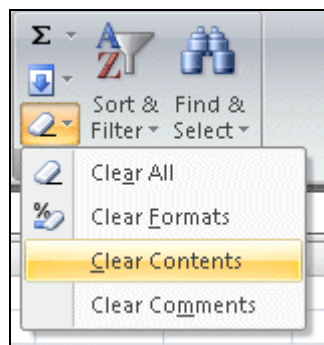 Σ
Sort & Find &
Filter Select
Clear All
Clear Formats
Clear Contents
Clear Comments